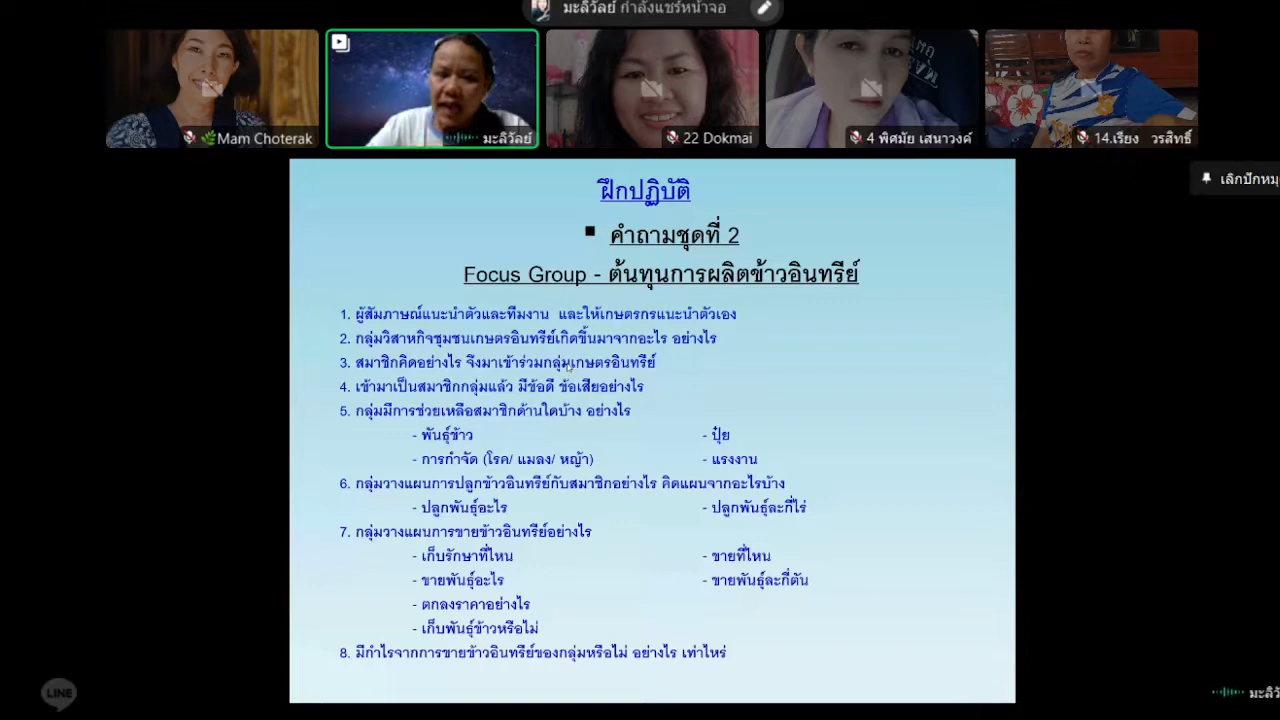 มะลิวัลย์ กำลังแชร์หน้าจอ
Mam Choterak
มะลิวัลย์
22 Dokmai
4 พิศมัย เสนาวงค์
14.เรียง วรสิทธิ์
เลิกปักหมุ
ฝึกปฏิบัติ
▪ คำถามชุดที่ 2
Focus Group - ต้นทุนการผลิตข้าวอินทรีย์
1. ผู้สัมภาษณ์แนะนำตัวและทีมงาน และให้เกษตรกรแนะนำตัวเอง
2. กลุ่มวิสาหกิจชุมชนเกษตรอินทรีย์เกิดขึ้นมาจากอะไร อย่างไร
3. สมาชิกคิดอย่างไร จึงมาเข้าร่วมกลุ่มเกษตรอินทรีย์
4. เข้ามาเป็นสมาชิกกลุ่มแล้ว มีข้อดี ข้อเสียอย่างไร
5. กลุ่มมีการช่วยเหลือสมาชิกด้านใดบ้าง อย่างไร
- พันธุ์ข้าว - ปุ๋ย
- การกำจัด (โรค/ แมลง/ หญ้า) - แรงงาน
6. กลุ่มวางแผนการปลูกข้าวอินทรีย์กับสมาชิกอย่างไร คิดแผนจากอะไรบ้าง
- ปลูกพันธุ์อะไร - ปลูกพันธุ์ละกี่ไร่
7. กลุ่มวางแผนการขายข้าวอินทรีย์อย่างไร
- เก็บรักษาที่ไหน - ขายที่ไหน
- ขายพันธุ์อะไร - ขายพันธุ์ละกี่ตัน
- ตกลงราคาอย่างไร
- เก็บพันธุ์ข้าวหรือไม่
8. มีกำไรจากการขายข้าวอินทรีย์ของกลุ่มหรือไม่ อย่างไร เท่าไหร่
LINE
มะลิวั